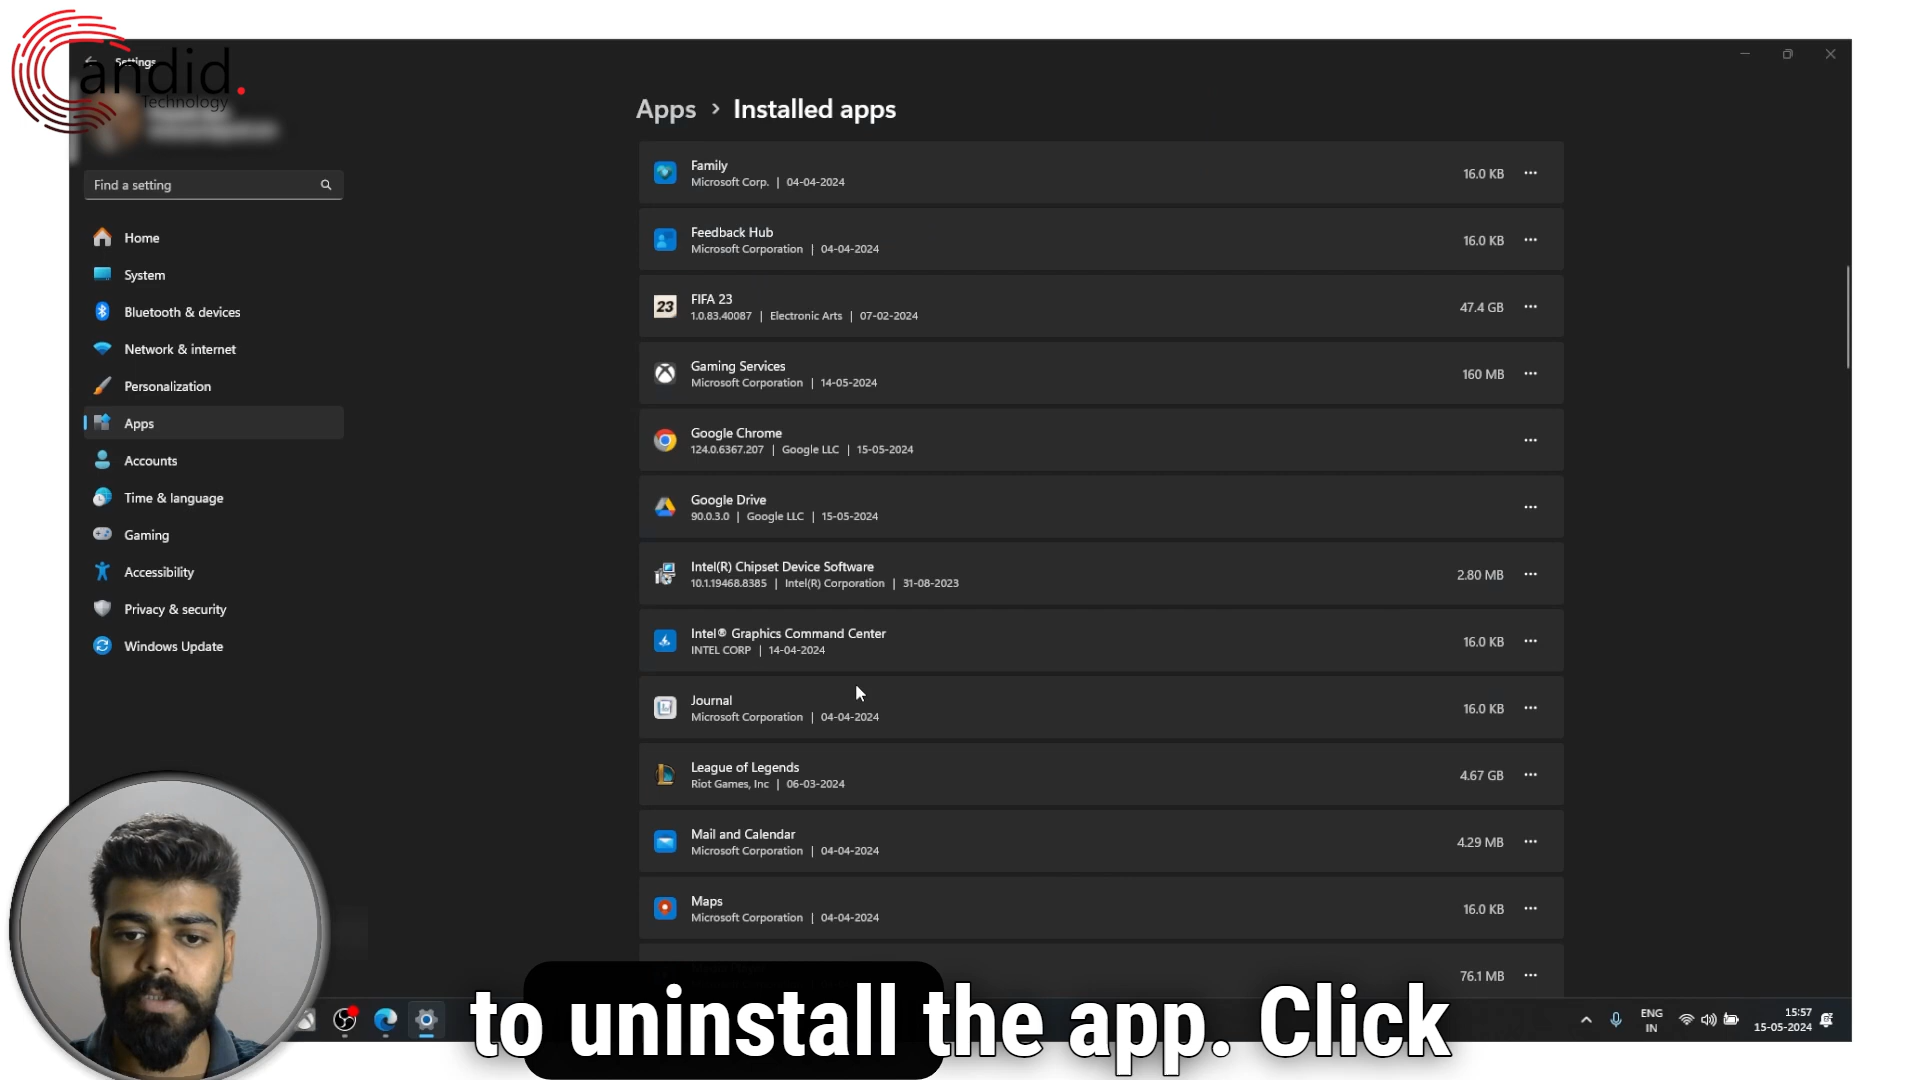 Settings
Candid.
Technology
Find a setting
Home
System
Bluetooth & devices
Network & internet
Personalization
Apps
Accounts
Time & language
Gaming
Accessibility
Privacy & security
Windows Update
Apps > Installed apps
Family
Microsoft Corp. | 04-04-2024
16.0 KB
Feedback Hub
Microsoft Corporation | 04-04-2024
16.0 KB
23
FIFA 23
1.0.83.40087 | Electronic Arts | 07-02-2024
47.4 GB
Gaming Services
Microsoft Corporation | 14-05-2024
160 MB
Google Chrome
124.0.6367.207 | Google LLC | 15-05-2024
Google Drive
90.0.3.0 | Google LLC | 15-05-2024
Intel(R) Chipset Device Software
10.1.19468.8385 | Intel(R) Corporation | 31-08-2023
2.80 MB
Intel® Graphics Command Center
INTEL CORP | 14-04-2024
16.0 KB
Journal
Microsoft Corporation | 04-04-2024
16.0 KB
League of Legends
Riot Games, Inc | 06-03-2024
4.67 GB
Mail and Calendar
Microsoft Corporation | 04-04-2024
4.29 MB
Maps
Microsoft Corporation | 04-04-2024
16.0 KB
76.1 MB
to uninstall the app. Click
ENG
IN
15:57
15-05-2024